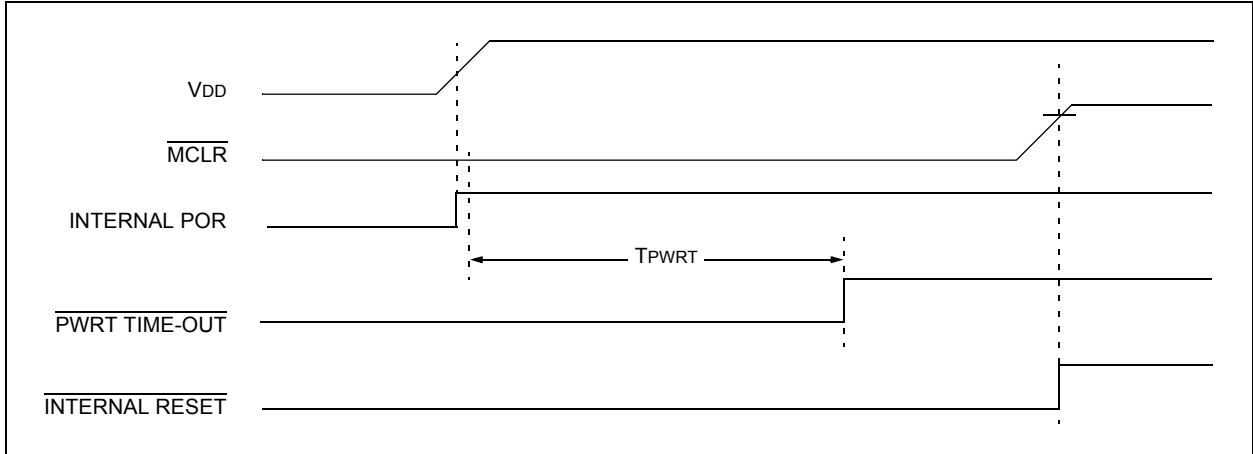 VDD
MCLR
INTERNAL POR
TPWRT
PWRT TIME-OUT
INTERNAL RESET